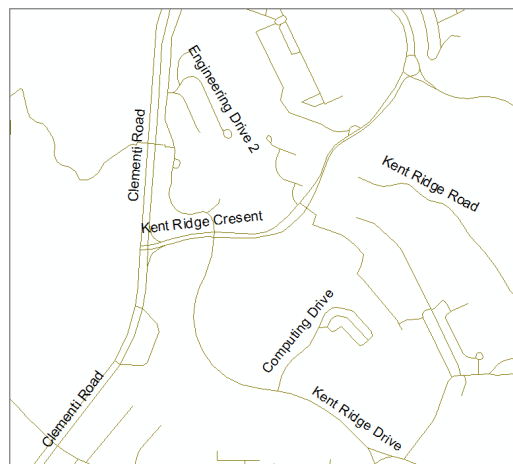 Engineering Drive 2
Clementi Road
Kent Ridge Road
Kent Ridge Cresent
Computing Drive
Clementi Road
Kent Ridge Drive